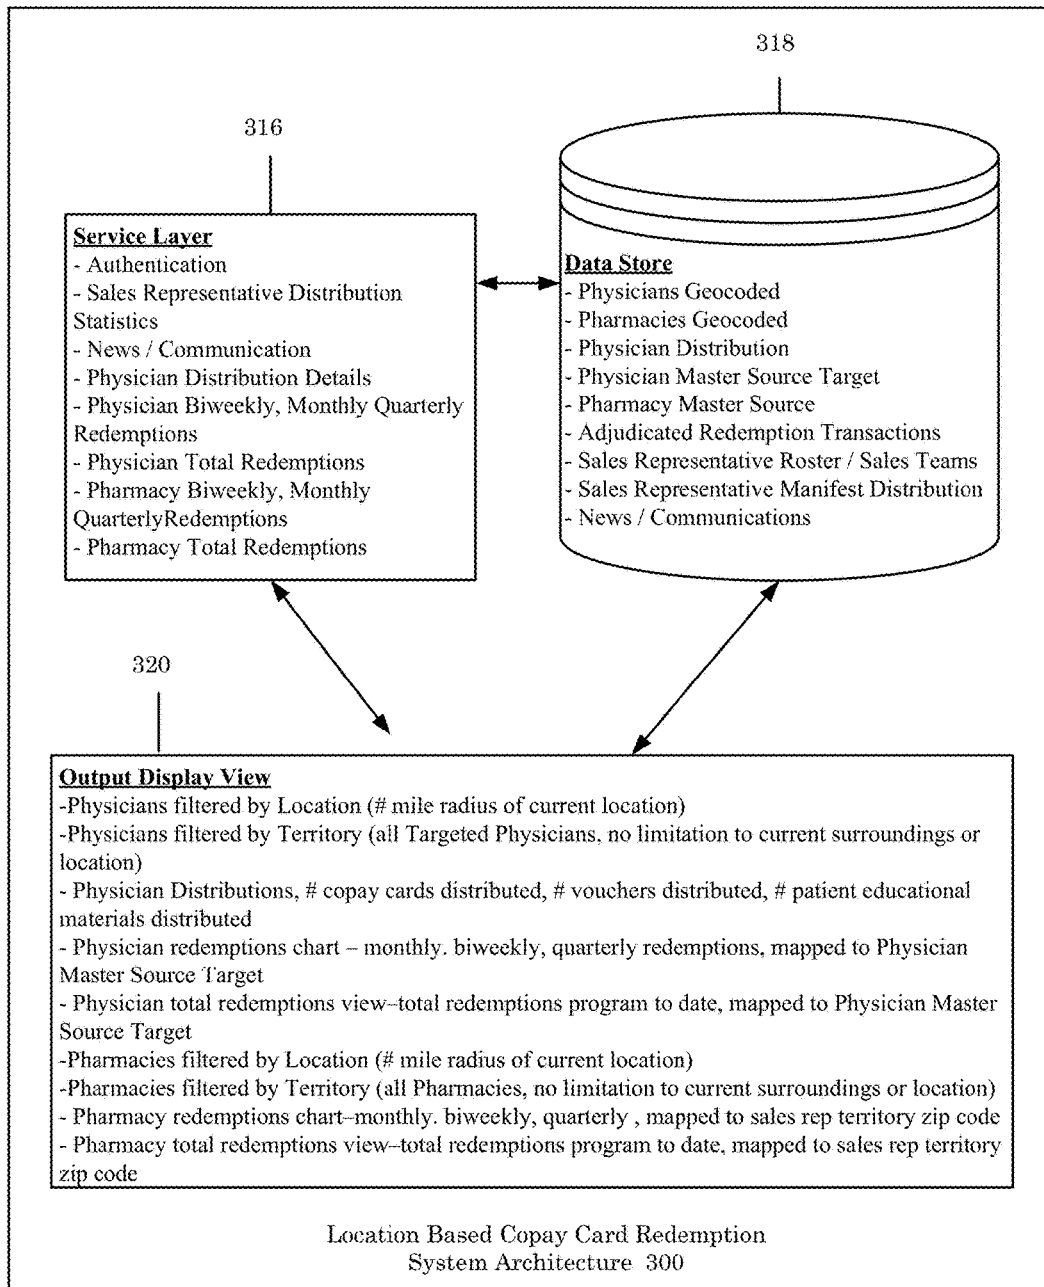 318
316
Service Layer
- Authentication
- Sales Representative Distribution
Statistics
- News / Communication
- Physician Distribution Details
- Physician Biweekly, Monthly Quarterly
Redemptions
- Physician Total Redemptions
- Pharmacy Biweekly, Monthly
QuarterlyRedemptions
- Pharmacy Total Redemptions
Data Store
- Physicians Geocoded
- Pharmacies Geocoded
- Physician Distribution
- Physician Master Source Target
- Pharmacy Master Source
- Adjudicated Redemption Transactions
- Sales Representative Roster / Sales Teams
- Sales Representative Manifest Distribution
- News / Communications
320
Output Display View
-Physicians filtered by Location (# mile radius of current location)
-Physicians filtered by Territory (all Targeted Physicians, no limitation to current surroundings or
location)
- Physician Distributions, # copay cards distributed, # vouchers distributed, # patient educational
materials distributed
- Physician redemptions chart – monthly. biweekly, quarterly redemptions, mapped to Physician
Master Source Target
- Physician total redemptions view–total redemptions program to date, mapped to Physician Master
Source Target
-Pharmacies filtered by Location (# mile radius of current location)
-Pharmacies filtered by Territory (all Pharmacies, no limitation to current surroundings or location)
- Pharmacy redemptions chart–monthly. biweekly, quarterly , mapped to sales rep territory zip code
- Pharmacy total redemptions view–total redemptions program to date, mapped to sales rep territory
zip code
Location Based Copay Card Redemption
System Architecture 300